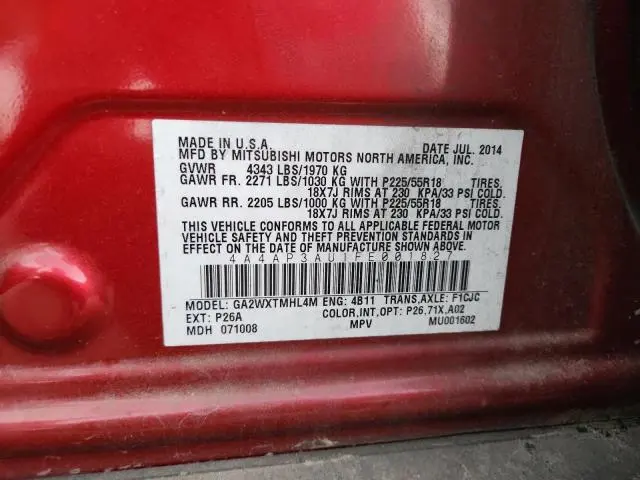 MADE IN U.S.A. DATE JUL. 2014
MFD BY MITSUBISHI MOTORS NORTH AMERICA, INC.
GVWR 4343 LBS/1970 KG
GAWR FR. 2271 LBS/1030 KG WITH P225/55R18 TIRES.
18X7J RIMS AT 230 KPA/33 PSI COLD.
GAWR RR. 2205 LBS/1000 KG WITH P225/55R18 TIRES.
18X7J RIMS AT 230 KPA/33 PSI COLD.
THIS VEHICLE CONFORMS TO ALL APPLICABLE FEDERAL MOTOR
VEHICLE SAFETY AND THEFT PREVENTION STANDARDS IN
EFFECT ON THE DATE OF MANUFACTURE SHOWN ABOVE.
4A4AP3AU1FE001827
MODEL: GA2WXTMHL4M ENG: 4B11 TRANS,AXLE: F1CJC
EXT: P26A COLOR,INT,OPT: P26,71X,A02
MDH 071008 MPV MU001602